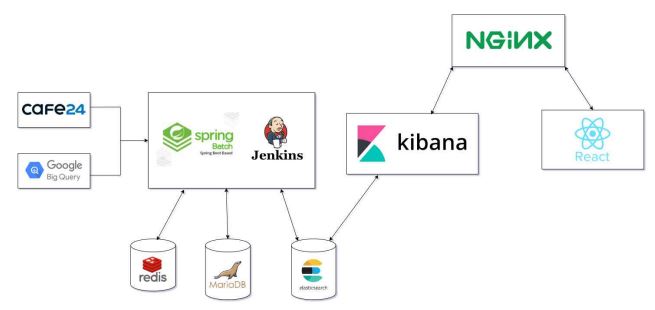 NGiNX
cafe24
Google
Big Query
spring
Batch
Spring Boot Based
Jenkins
kibana
React
redis
MariaDB
elasticsearch